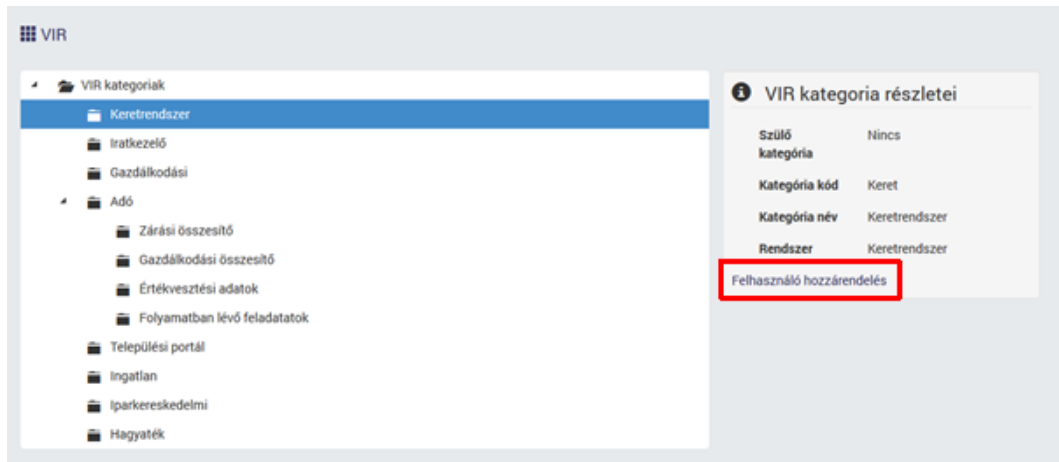 VIR
VIR kategoriak
Keretrendszer
Iratkezelő
Gazdálkodási
Adó
Zárási összesítő
Gazdálkodási összesítő
Értékvesztési adatok
Folyamatban lévő feladatatok
Települési portál
Ingatlan
Iparkereskedelmi
Hagyaték
VIR kategoria részletei
Szülő kategória Nincs
Kategória kód Keret
Kategória név Keretrendszer
Rendszer Keretrendszer
Felhasználó hozzárendelés